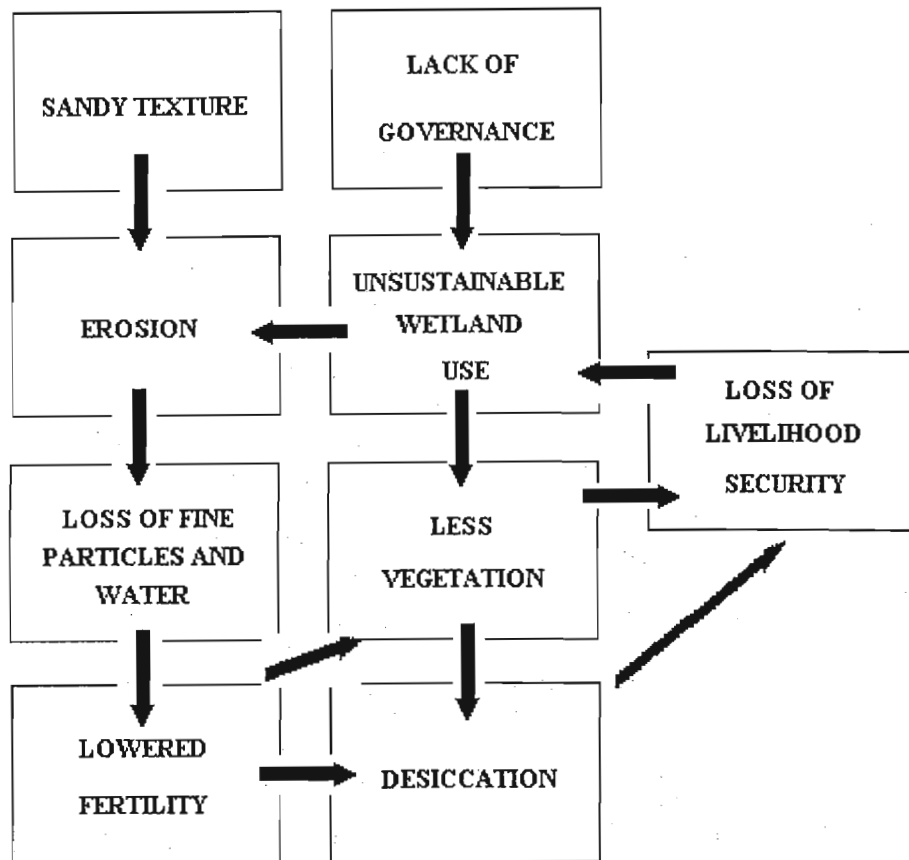 SANDY TEXTURE
LACK OF
GOVERNANCE
EROSION
UNSUSTAINABLE
WETLAND
USE
LOSS OF
LIVELIHOOD
SECURITY
LOSS OF FINE
PARTICLES AND
WATER
LESS
VEGETATION
LOWERED
FERTILITY
DESICCATION